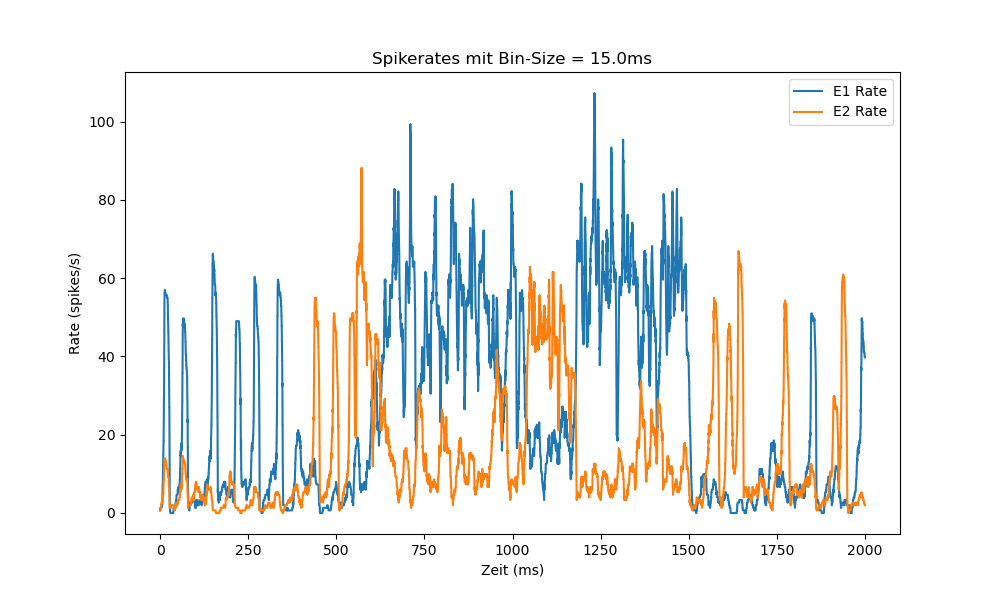 Spikerates mit Bin-Size = 15.0ms
E1 Rate
E2 Rate
Rate (spikes/s)
100
80
60
40
20
0
0 250 500 750 1000 1250 1500 1750 2000
Zeit (ms)